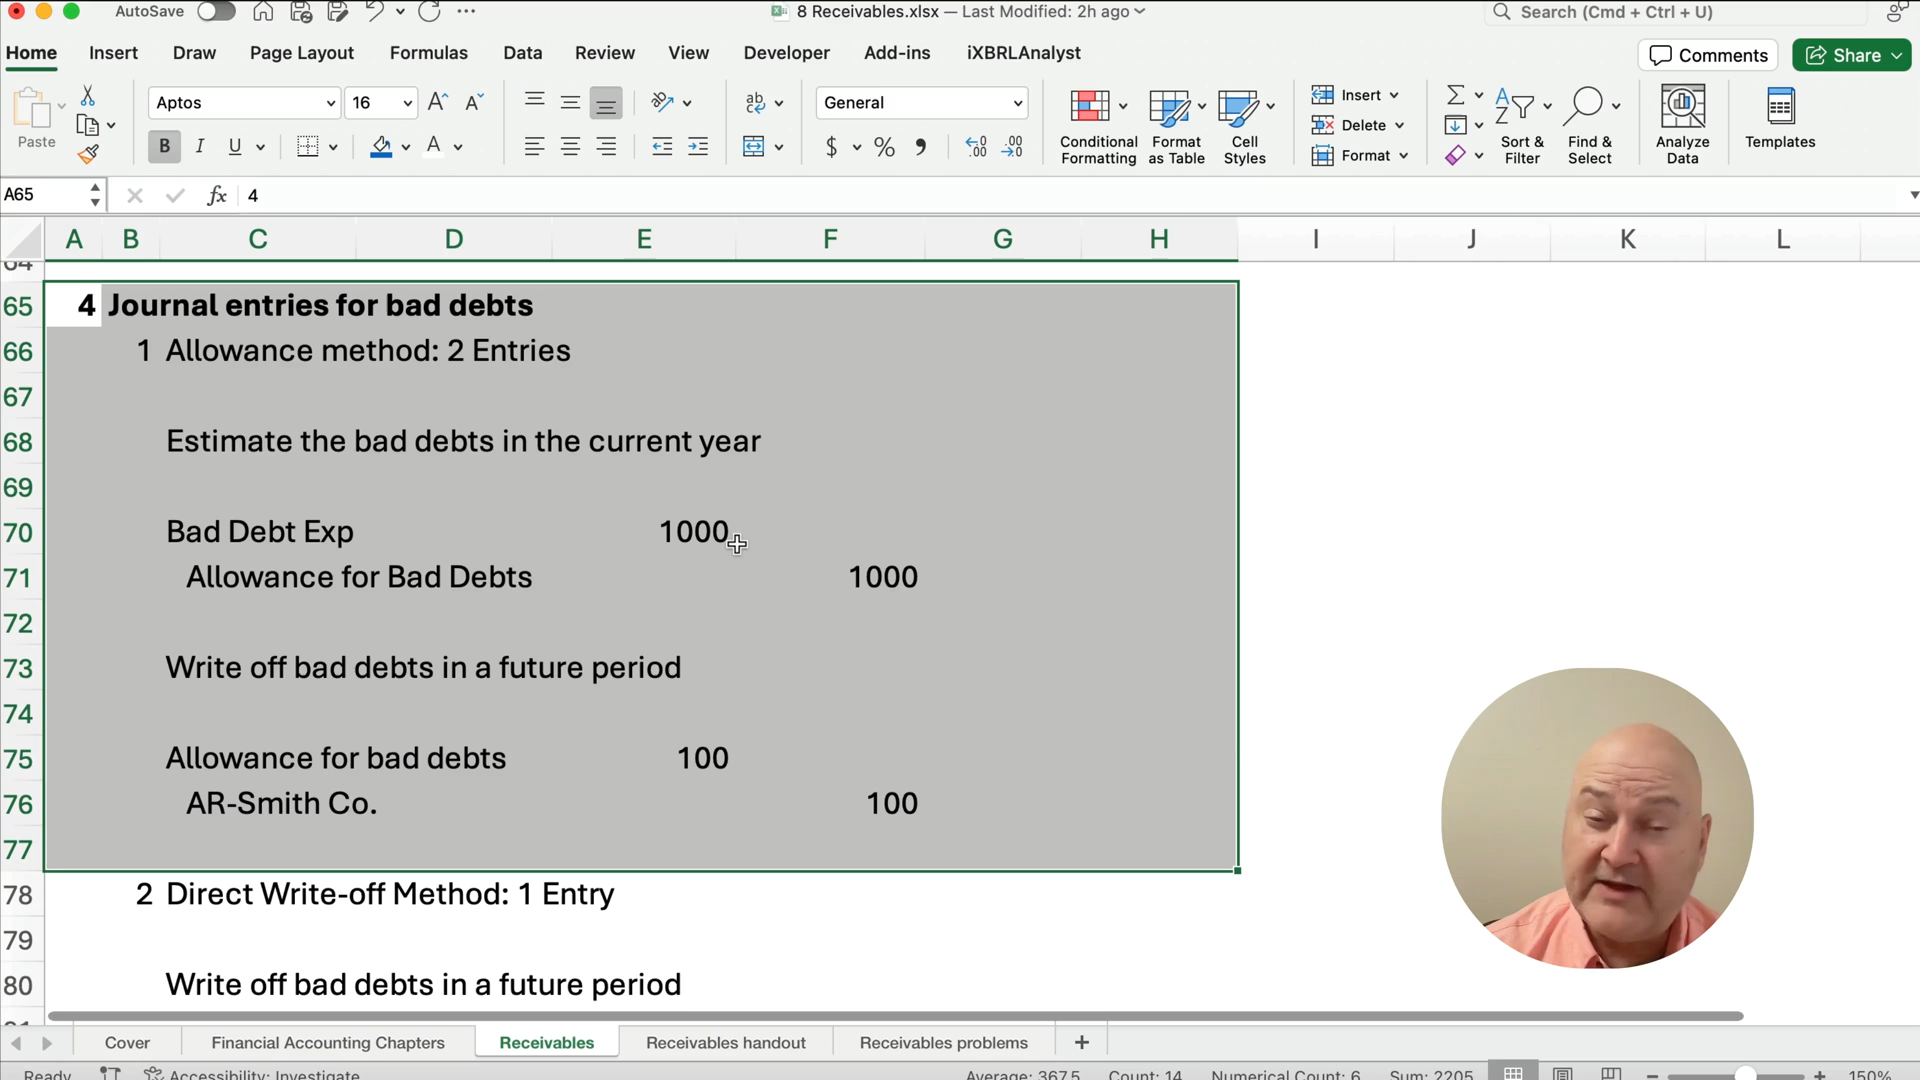 AutoSave
8 Receivables.xlsx — Last Modified: 2h ago
Search (Cmd + Ctrl + U)
Home Insert Draw Page Layout Formulas Data Review View Developer Add-ins iXBRLAnalyst
Comments Share
Paste
Aptos 16
General
Conditional Formatting
Format as Table
Cell Styles
Insert
Delete
Format
Sort & Filter
Find & Select
Analyze Data
Templates
A65 fx 4
A B C D E F G H I J K L
64
65 4 Journal entries for bad debts
66 1 Allowance method: 2 Entries
67
68 Estimate the bad debts in the current year
69
70 Bad Debt Exp 1000
71 Allowance for Bad Debts 1000
72
73 Write off bad debts in a future period
74
75 Allowance for bad debts 100
76 AR-Smith Co. 100
77
78 2 Direct Write-off Method: 1 Entry
79
80 Write off bad debts in a future period
Cover Financial Accounting Chapters Receivables Receivables handout Receivables problems +
Ready Accessibility: Investigate Average: 367.5 Count: 14 Numerical Count: 6 Sum: 2205 150%